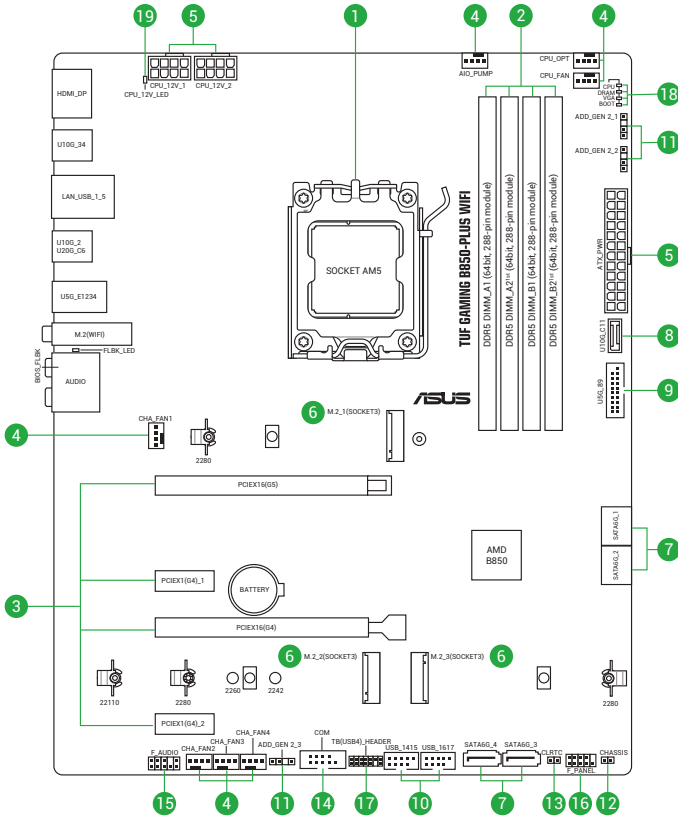 19
5
1
4
2
4
CPU_12V_1
CPU_12V_2
CPU_12V_LED
AIO_PUMP
CPU_OPT
CPU_FAN
CPU
DRAM
VGA
BOOT
18
HDMI_DP
ADD_GEN 2_1
11
U10G_34
ADD_GEN 2_2
LAN_USB_1_5
U10G_2
U20G_C6
ATX_PWR
5
SOCKET AM5
TUF GAMING B850-PLUS WIFI
DDR5 DIMM_A1 (64bit, 288-pin module)
DDR5 DIMM_A2¹ˢᵗ (64bit, 288-pin module)
DDR5 DIMM_B1 (64bit, 288-pin module)
DDR5 DIMM_B2¹ˢᵗ (64bit, 288-pin module)
U5G_E1234
M.2(WIFI)
U10G_C11
8
FLBK_LED
BIOS_FLBK
AUDIO
U5G_B9
9
ASUS
CHA_FAN1
6
M.2_1(SOCKET3)
4
2280
PCIEX16(G5)
SATA6G_1
7
SATA6G_2
AMD
B850
PCIEX1(G4)_1
BATTERY
3
PCIEX16(G4)
6
M.2_2(SOCKET3)
M.2_3(SOCKET3)
6
22110
2280
2260
2242
2280
PCIEX1(G4)_2
F_AUDIO
CHA_FAN2
CHA_FAN3
CHA_FAN4
ADD_GEN 2_3
COM
TB(USB4)_HEADER
USB_1415
USB_1617
SATA6G_4
SATA6G_3
CLRTC
F_PANEL
CHASSIS
15
4
11
14
17
10
7
13
16
12